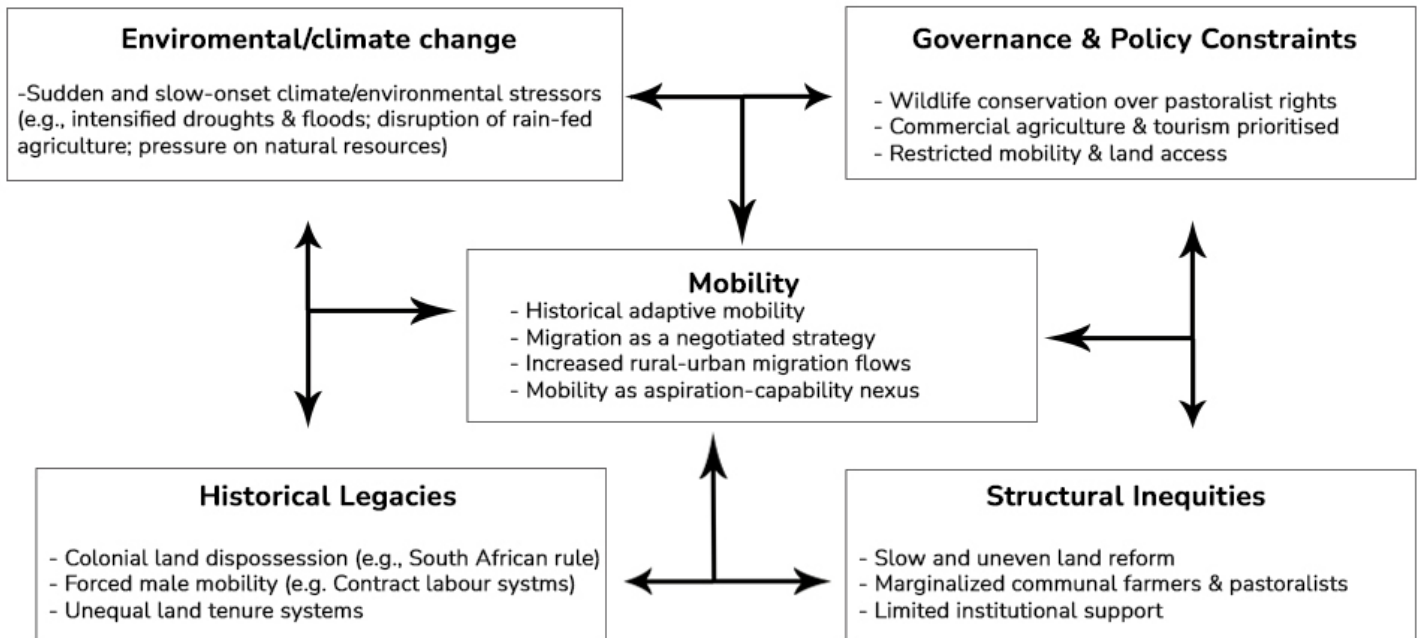 Enviromental/climate change
-Sudden and slow-onset climate/environmental stressors
(e.g., intensified droughts & floods; disruption of rain-fed
agriculture; pressure on natural resources)
Governance & Policy Constraints
- Wildlife conservation over pastoralist rights
- Commercial agriculture & tourism prioritised
- Restricted mobility & land access
Mobility
- Historical adaptive mobility
- Migration as a negotiated strategy
- Increased rural-urban migration flows
- Mobility as aspiration-capability nexus
Historical Legacies
- Colonial land dispossession (e.g., South African rule)
- Forced male mobility (e.g. Contract labour systms)
- Unequal land tenure systems
Structural Inequities
- Slow and uneven land reform
- Marginalized communal farmers & pastoralists
- Limited institutional support